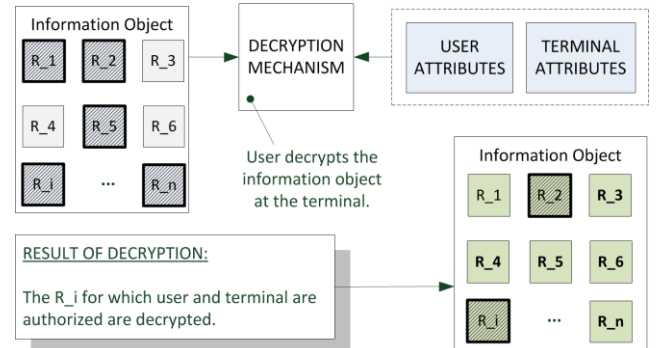 Information Object
R_1 R_2 R_3
R_4 R_5 R_6
R_i ... R_n
DECRYPTION
MECHANISM
USER
ATTRIBUTES
TERMINAL
ATTRIBUTES
User decrypts the
information object
at the terminal.
RESULT OF DECRYPTION:
The R_i for which user and terminal are
authorized are decrypted.
Information Object
R_1 R_2 R_3
R_4 R_5 R_6
R_i ... R_n